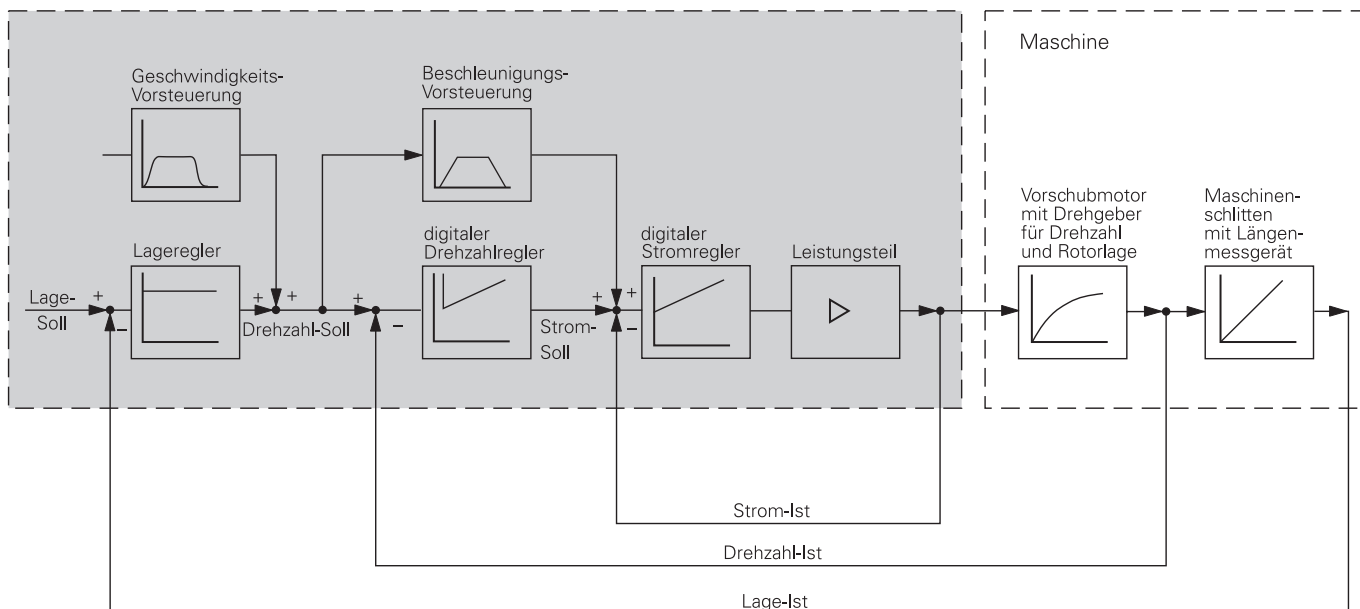 Maschine
Geschwindigkeits-
Vorsteuerung
Beschleunigungs-
Vorsteuerung
Lageregler
digitaler
Drehzahlregler
digitaler
Stromregler
Leistungsteil
Vorschubmotor
mit Drehgeber
für Drehzahl
und Rotorlage
Maschinen-
schlitten
mit Längen-
messgerät
Lage-
Soll
+
−
+
+
Drehzahl-Soll
+
−
Strom-
Soll
+
+
−
Strom-Ist
Drehzahl-Ist
Lage-Ist